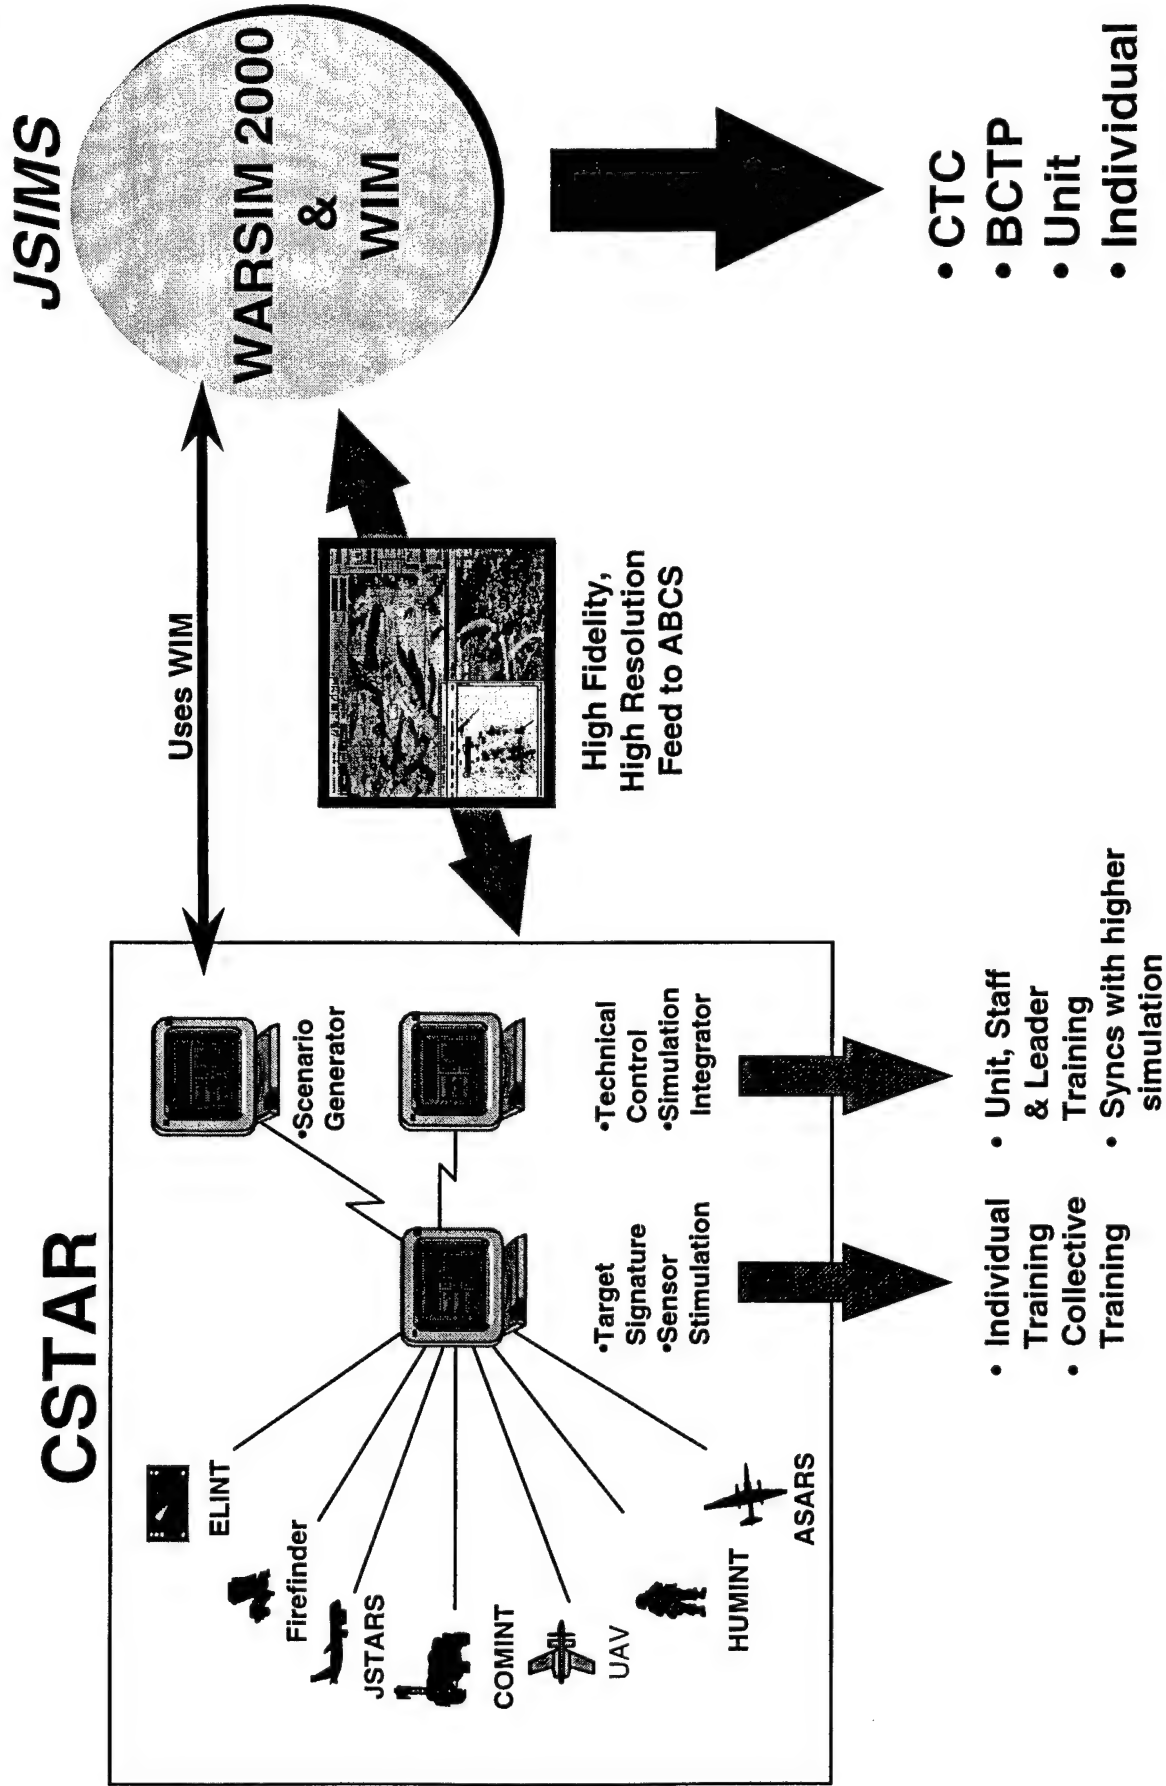 CSTAR
ELINT
Firefinder
JSTARS
COMINT
UAV
HUMINT
ASARS
•Scenario
Generator
•Target
Signature
•Sensor
Stimulation
•Technical
Control
•Simulation
Integrator
• Individual
Training
• Collective
Training
• Unit, Staff
& Leader
Training
• Syncs with higher
simulation
Uses WIM
High Fidelity,
High Resolution
Feed to ABCS
JSIMS
WARSIM 2000
&
WIM
• CTC
• BCTP
• Unit
• Individual